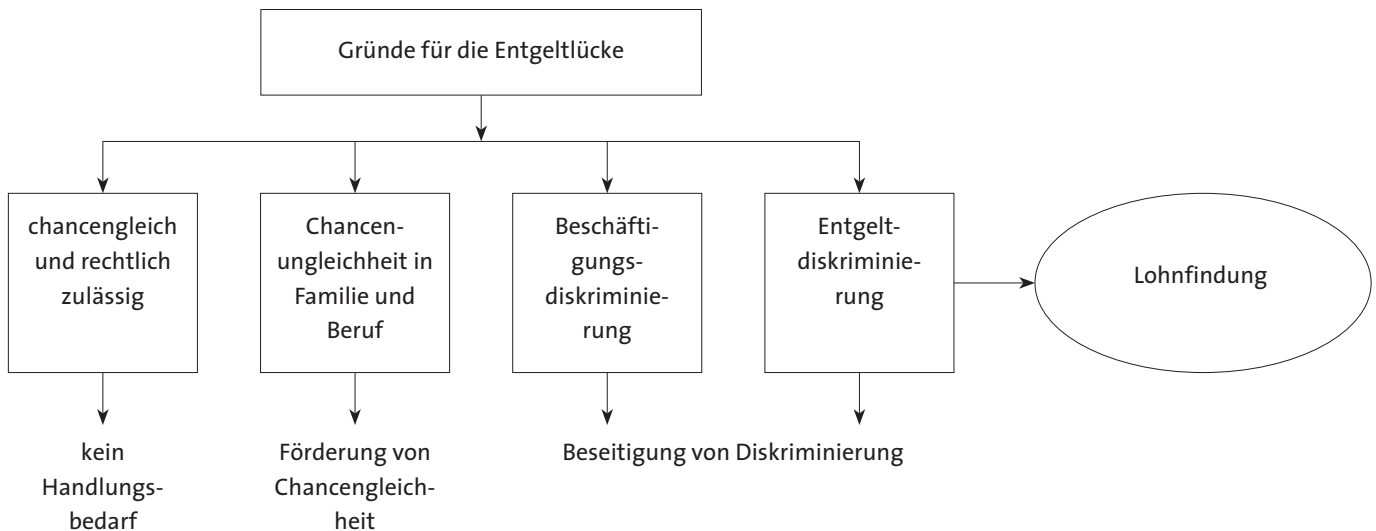 Gründe für die Entgeltlücke
chancengleich
und rechtlich
zulässig
Chancen-
ungleichheit in
Familie und
Beruf
Beschäfti-
gungs-
diskriminie-
rung
Entgelt-
diskriminie-
rung
Lohnfindung
kein
Handlungs-
bedarf
Förderung von
Chancengleich-
heit
Beseitigung von Diskriminierung